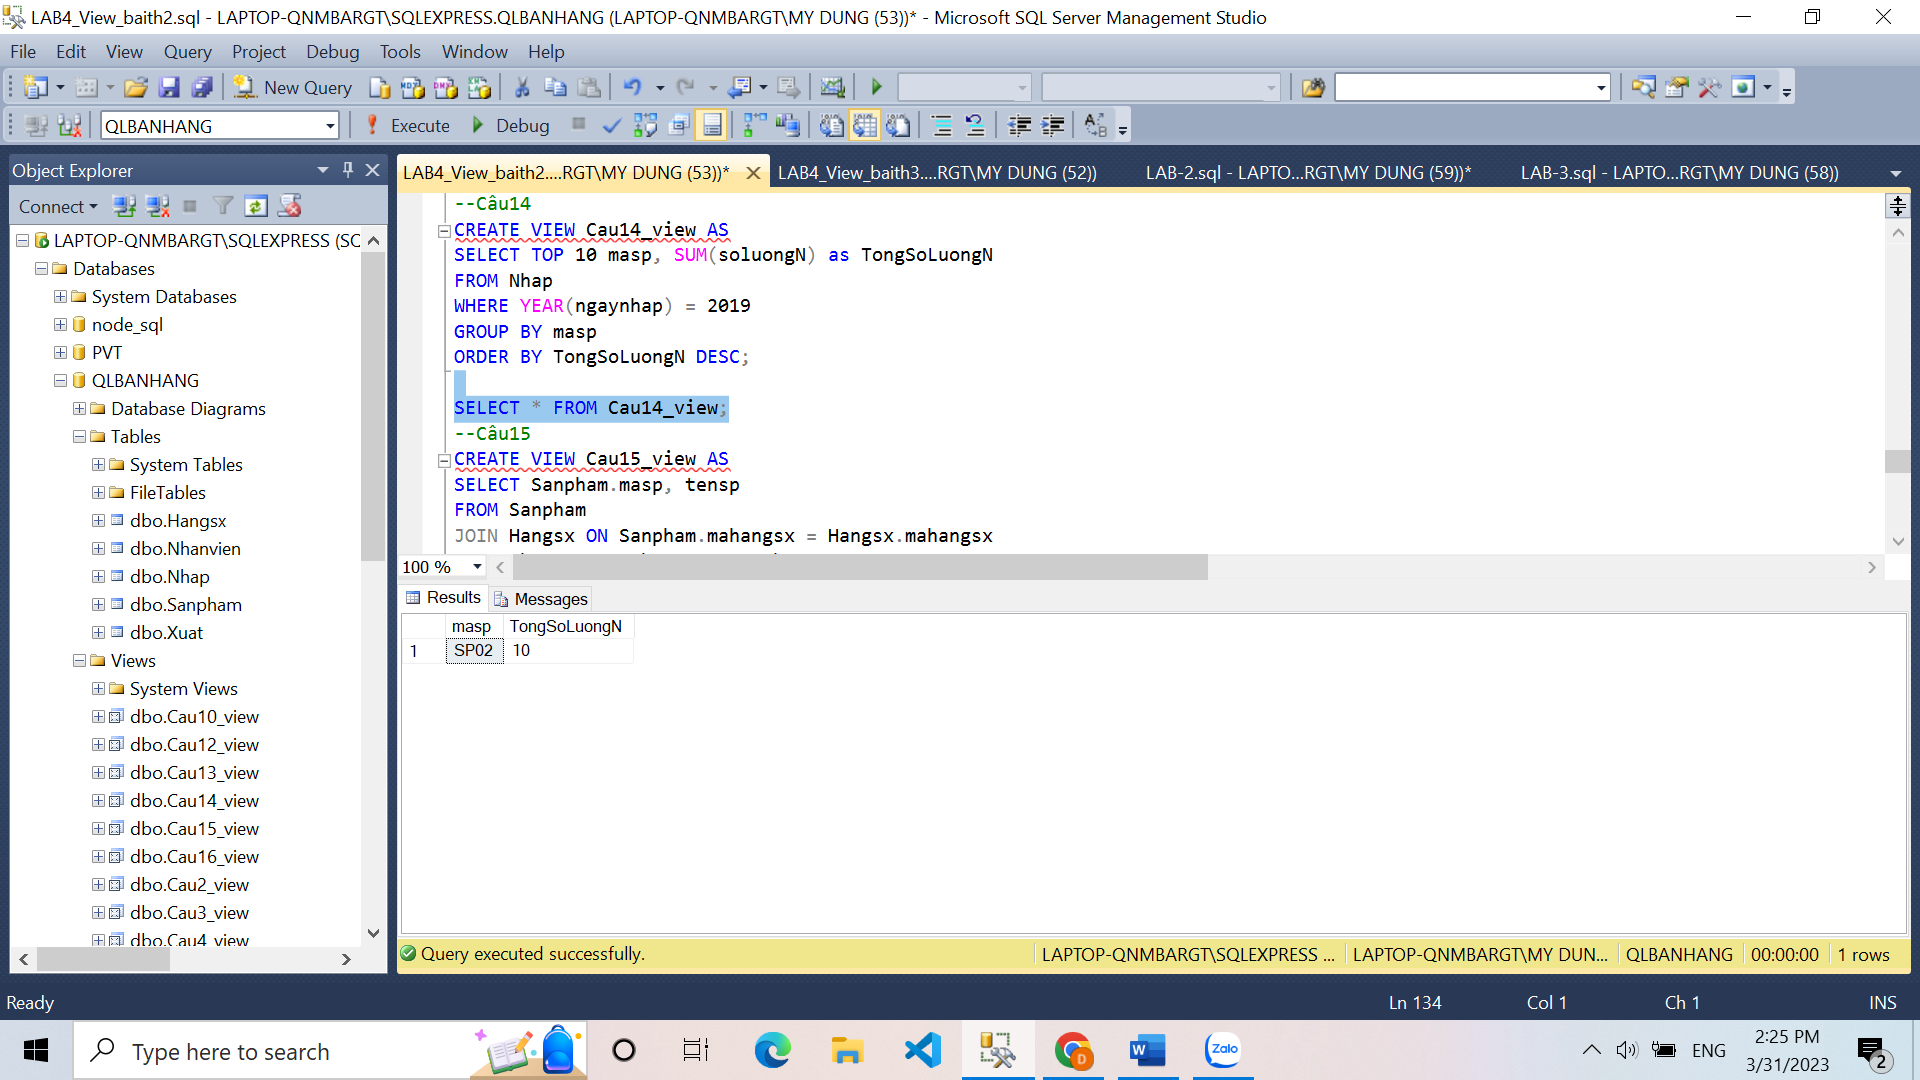 LAB4_View_baith2.sql - LAPTOP-QNMBARGT\SQLEXPRESS.QLBANHANG (LAPTOP-QNMBARGT\MY DUNG (53))* - Microsoft SQL Server Management Studio
File Edit View Query Project Debug Tools Window Help
New Query
QLBANHANG Execute Debug
Object Explorer
Connect
LAPTOP-QNMBARGT\SQLEXPRESS (SC
Databases
System Databases
node_sql
PVT
QLBANHANG
Database Diagrams
Tables
System Tables
FileTables
dbo.Hangsx
dbo.Nhanvien
dbo.Nhap
dbo.Sanpham
dbo.Xuat
Views
System Views
dbo.Cau10_view
dbo.Cau12_view
dbo.Cau13_view
dbo.Cau14_view
dbo.Cau15_view
dbo.Cau16_view
dbo.Cau2_view
dbo.Cau3_view
dbo.Cau4_view
LAB4_View_baith2....RGT\MY DUNG (53))* LAB4_View_baith3....RGT\MY DUNG (52)) LAB-2.sql - LAPTO...RGT\MY DUNG (59))* LAB-3.sql - LAPTO...RGT\MY DUNG (58))
--Câu14
CREATE VIEW Cau14_view AS
SELECT TOP 10 masp, SUM(soluongN) as TongSoLuongN
FROM Nhap
WHERE YEAR(ngaynhap) = 2019
GROUP BY masp
ORDER BY TongSoLuongN DESC;
SELECT * FROM Cau14_view;
--Câu15
CREATE VIEW Cau15_view AS
SELECT Sanpham.masp, tensp
FROM Sanpham
JOIN Hangsx ON Sanpham.mahangsx = Hangsx.mahangsx
100 %
Results Messages
masp TongSoLuongN
1 SP02 10
Query executed successfully. LAPTOP-QNMBARGT\SQLEXPRESS ... LAPTOP-QNMBARGT\MY DUN... QLBANHANG 00:00:00 1 rows
Ready Ln 134 Col 1 Ch 1 INS
Type here to search
Zalo
ENG
2:25 PM
3/31/2023
2